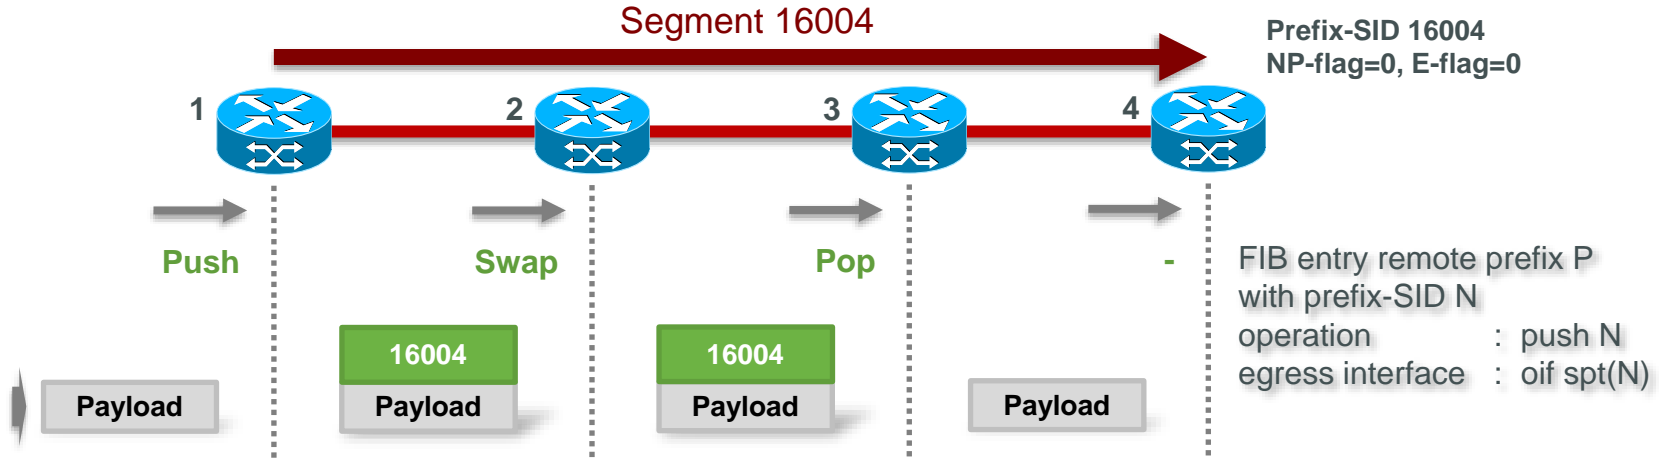 Segment 16004
Prefix-SID 16004
NP-flag=0, E-flag=0
1
2
3
4
Push
Swap
Pop
-
FIB entry remote prefix P
with prefix-SID N
operation : push N
egress interface : oif spt(N)
16004
16004
Payload
Payload
Payload
Payload